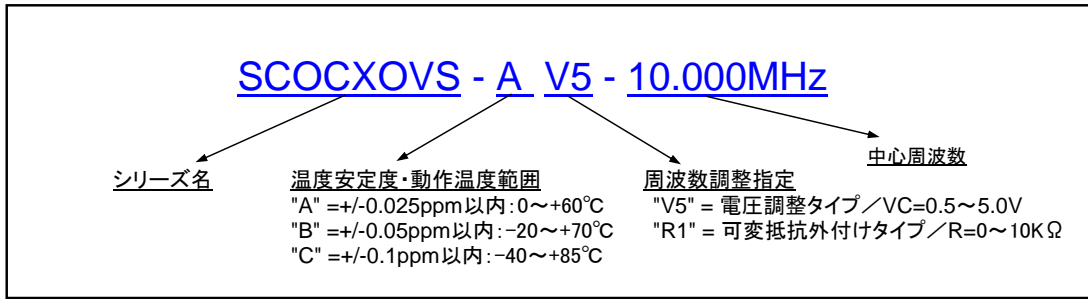 SCOCXOVS - A V5 - 10.000MHz
中心周波数
シリーズ名
温度安定度・動作温度範囲
"A" =+/-0.025ppm以内:0～+60℃
"B" =+/-0.05ppm以内:-20～+70℃
"C" =+/-0.1ppm以内:-40～+85℃
周波数調整指定
"V5" = 電圧調整タイプ/VC=0.5～5.0V
"R1" = 可変抵抗外付けタイプ/R=0～10KΩ